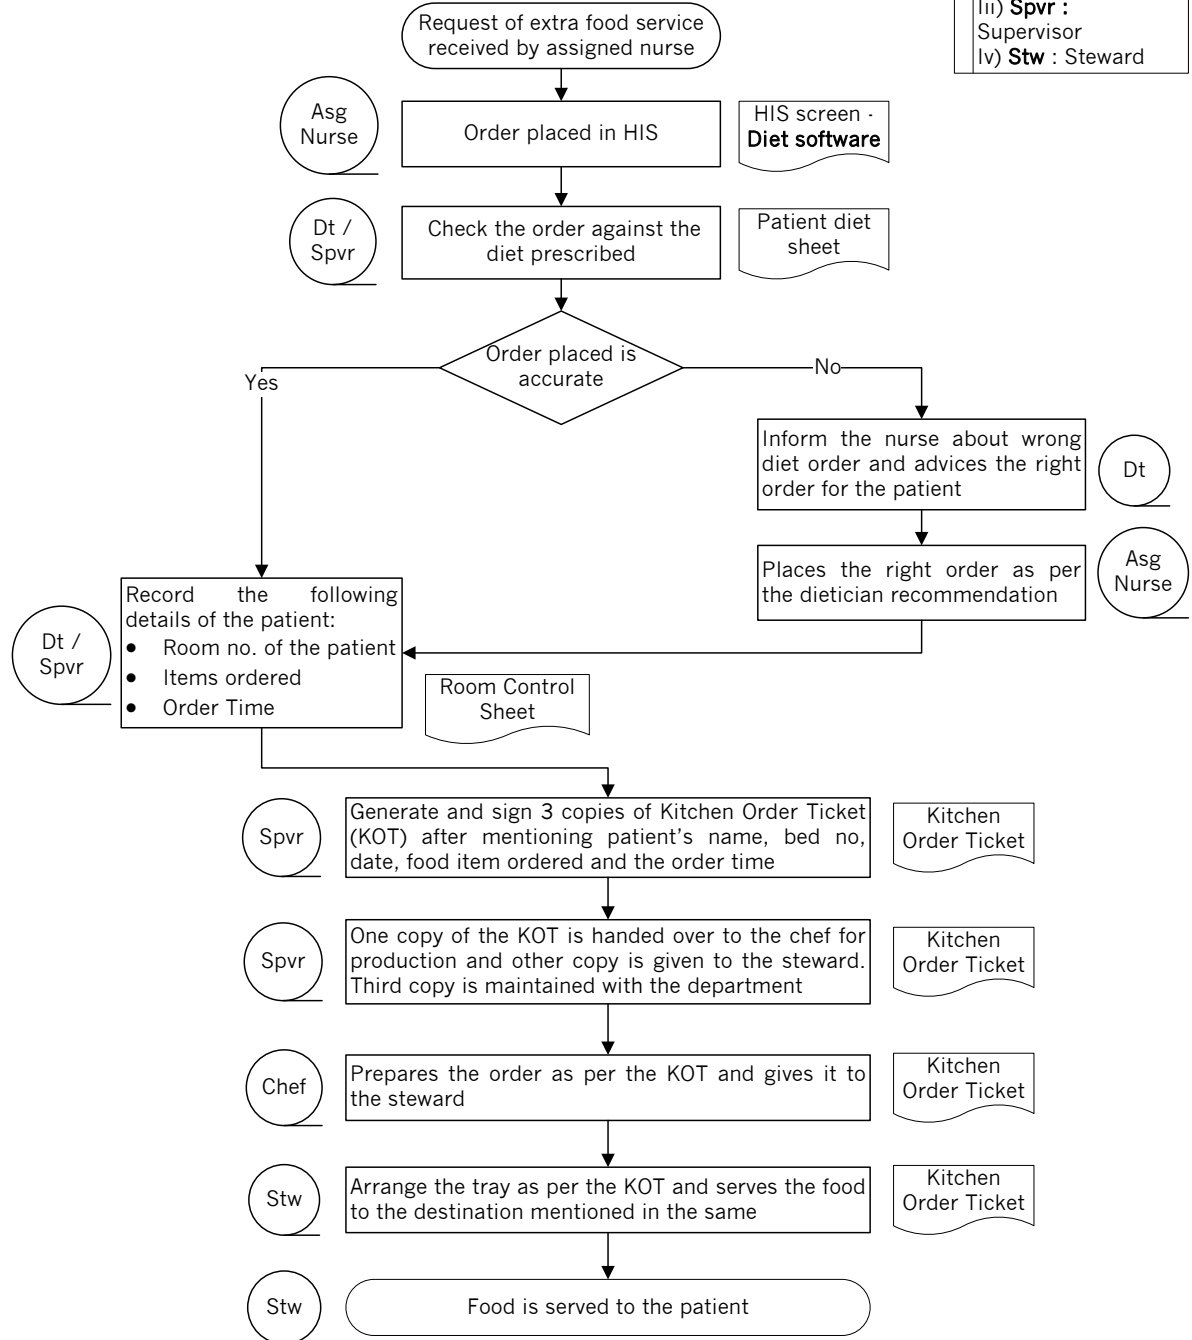 Iii) Spvr :
Supervisor
Iv) Stw : Steward
Request of extra food service
received by assigned nurse
Asg
Nurse
Order placed in HIS
HIS screen -
Diet software
Dt /
Spvr
Check the order against the
diet prescribed
Patient diet
sheet
Order placed is
accurate
Yes
No
Inform the nurse about wrong
diet order and advices the right
order for the patient
Dt
Places the right order as per
the dietician recommendation
Asg
Nurse
Dt /
Spvr
Record the following
details of the patient:
● Room no. of the patient
● Items ordered
● Order Time
Room Control
Sheet
Spvr
Generate and sign 3 copies of Kitchen Order Ticket
(KOT) after mentioning patient's name, bed no,
date, food item ordered and the order time
Kitchen
Order Ticket
Spvr
One copy of the KOT is handed over to the chef for
production and other copy is given to the steward.
Third copy is maintained with the department
Kitchen
Order Ticket
Chef
Prepares the order as per the KOT and gives it to
the steward
Kitchen
Order Ticket
Stw
Arrange the tray as per the KOT and serves the food
to the destination mentioned in the same
Kitchen
Order Ticket
Stw
Food is served to the patient